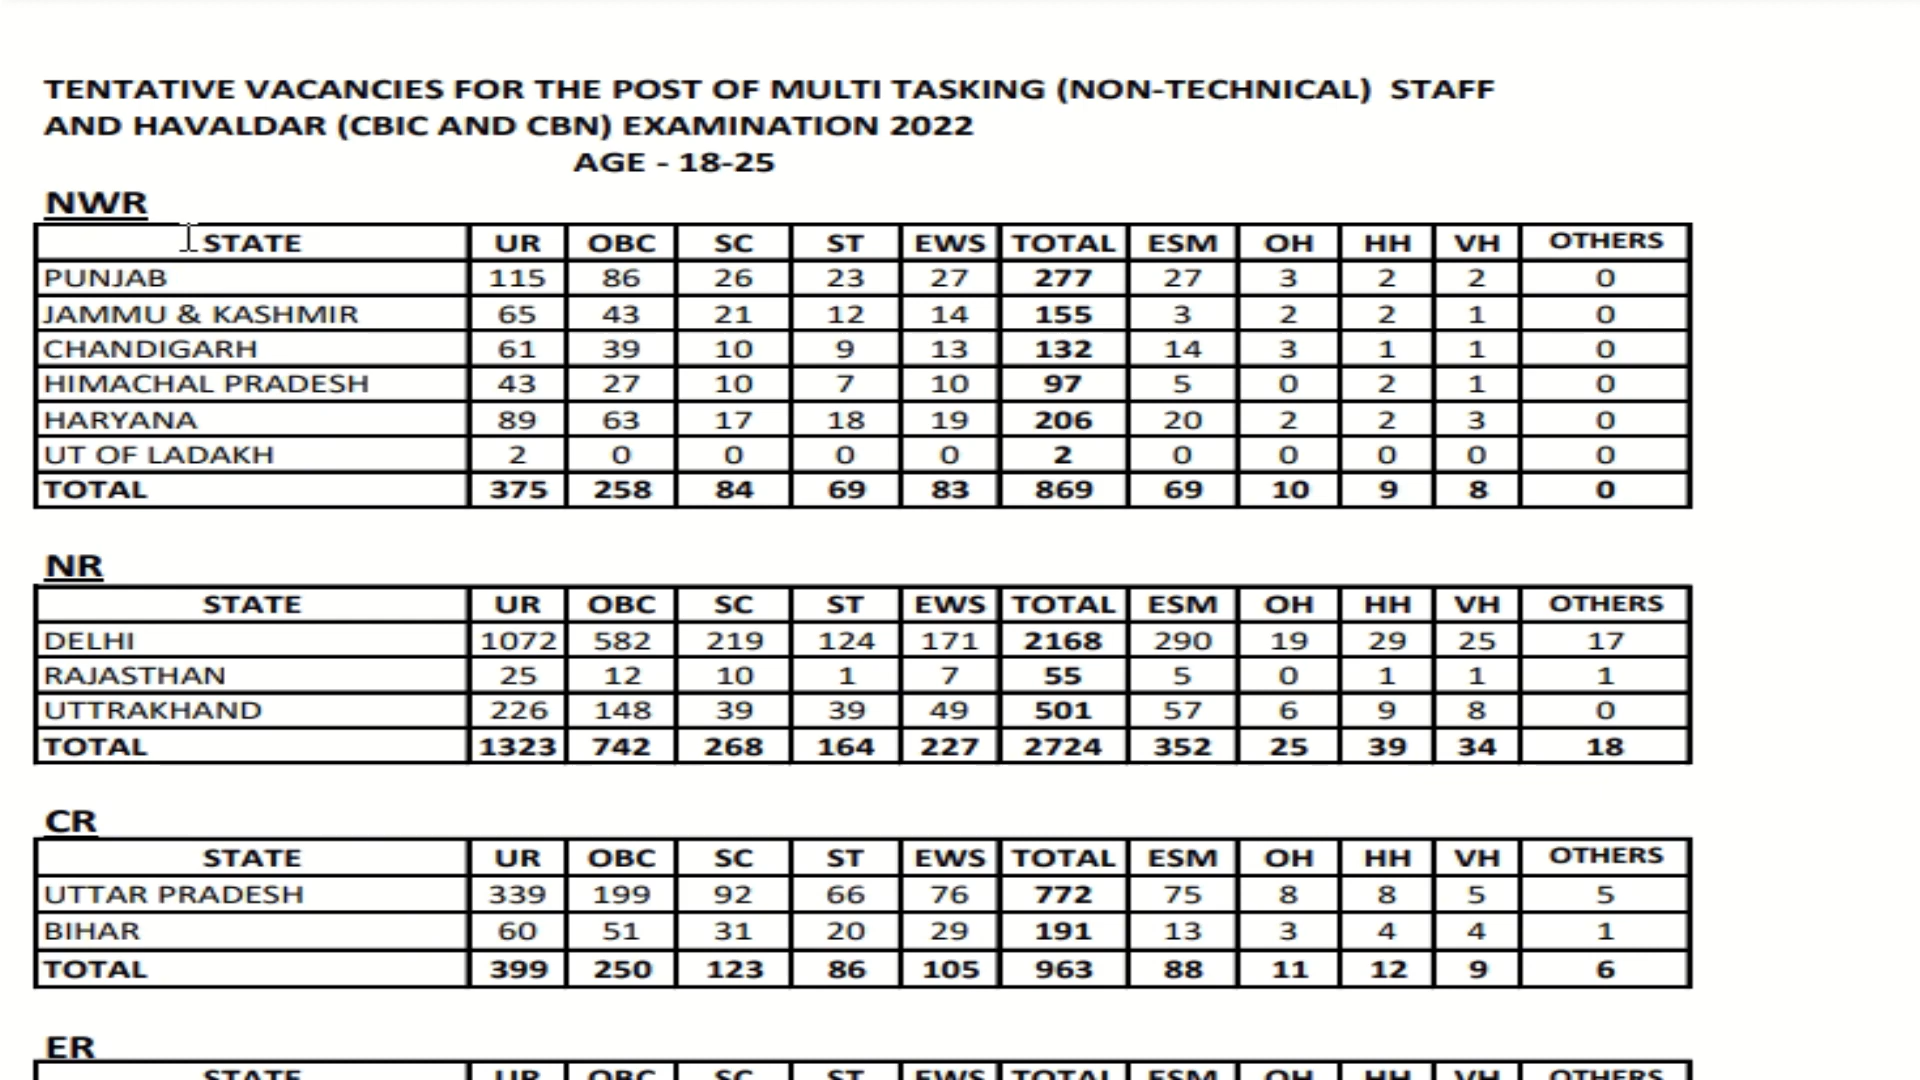 TENTATIVE VACANCIES FOR THE POST OF MULTI TASKING (NON-TECHNICAL) STAFF
AND HAVALDAR (CBIC AND CBN) EXAMINATION 2022
AGE - 18-25
NWR
STATE UR OBC SC ST EWS TOTAL ESM OH HH VH OTHERS
PUNJAB 115 86 26 23 27 277 27 3 2 2 0
JAMMU & KASHMIR 65 43 21 12 14 155 3 2 2 1 0
CHANDIGARH 61 39 10 9 13 132 14 3 1 1 0
HIMACHAL PRADESH 43 27 10 7 10 97 5 0 2 1 0
HARYANA 89 63 17 18 19 206 20 2 2 3 0
UT OF LADAKH 2 0 0 0 0 2 0 0 0 0 0
TOTAL 375 258 84 69 83 869 69 10 9 8 0
NR
STATE UR OBC SC ST EWS TOTAL ESM OH HH VH OTHERS
DELHI 1072 582 219 124 171 2168 290 19 29 25 17
RAJASTHAN 25 12 10 1 7 55 5 0 1 1 1
UTTRAKHAND 226 148 39 39 49 501 57 6 9 8 0
TOTAL 1323 742 268 164 227 2724 352 25 39 34 18
CR
STATE UR OBC SC ST EWS TOTAL ESM OH HH VH OTHERS
UTTAR PRADESH 339 199 92 66 76 772 75 8 8 5 5
BIHAR 60 51 31 20 29 191 13 3 4 4 1
TOTAL 399 250 123 86 105 963 88 11 12 9 6
ER
STATE UR OBC SC ST EWS TOTAL ESM OH HH VH OTHERS